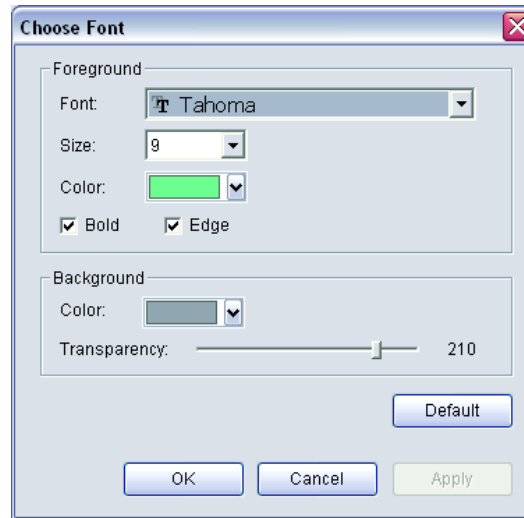 Choose Font
Foreground
Font: Tahoma
Size: 9
Color:
Bold Edge
Background
Color:
Transparency: 210
Default
OK Cancel Apply